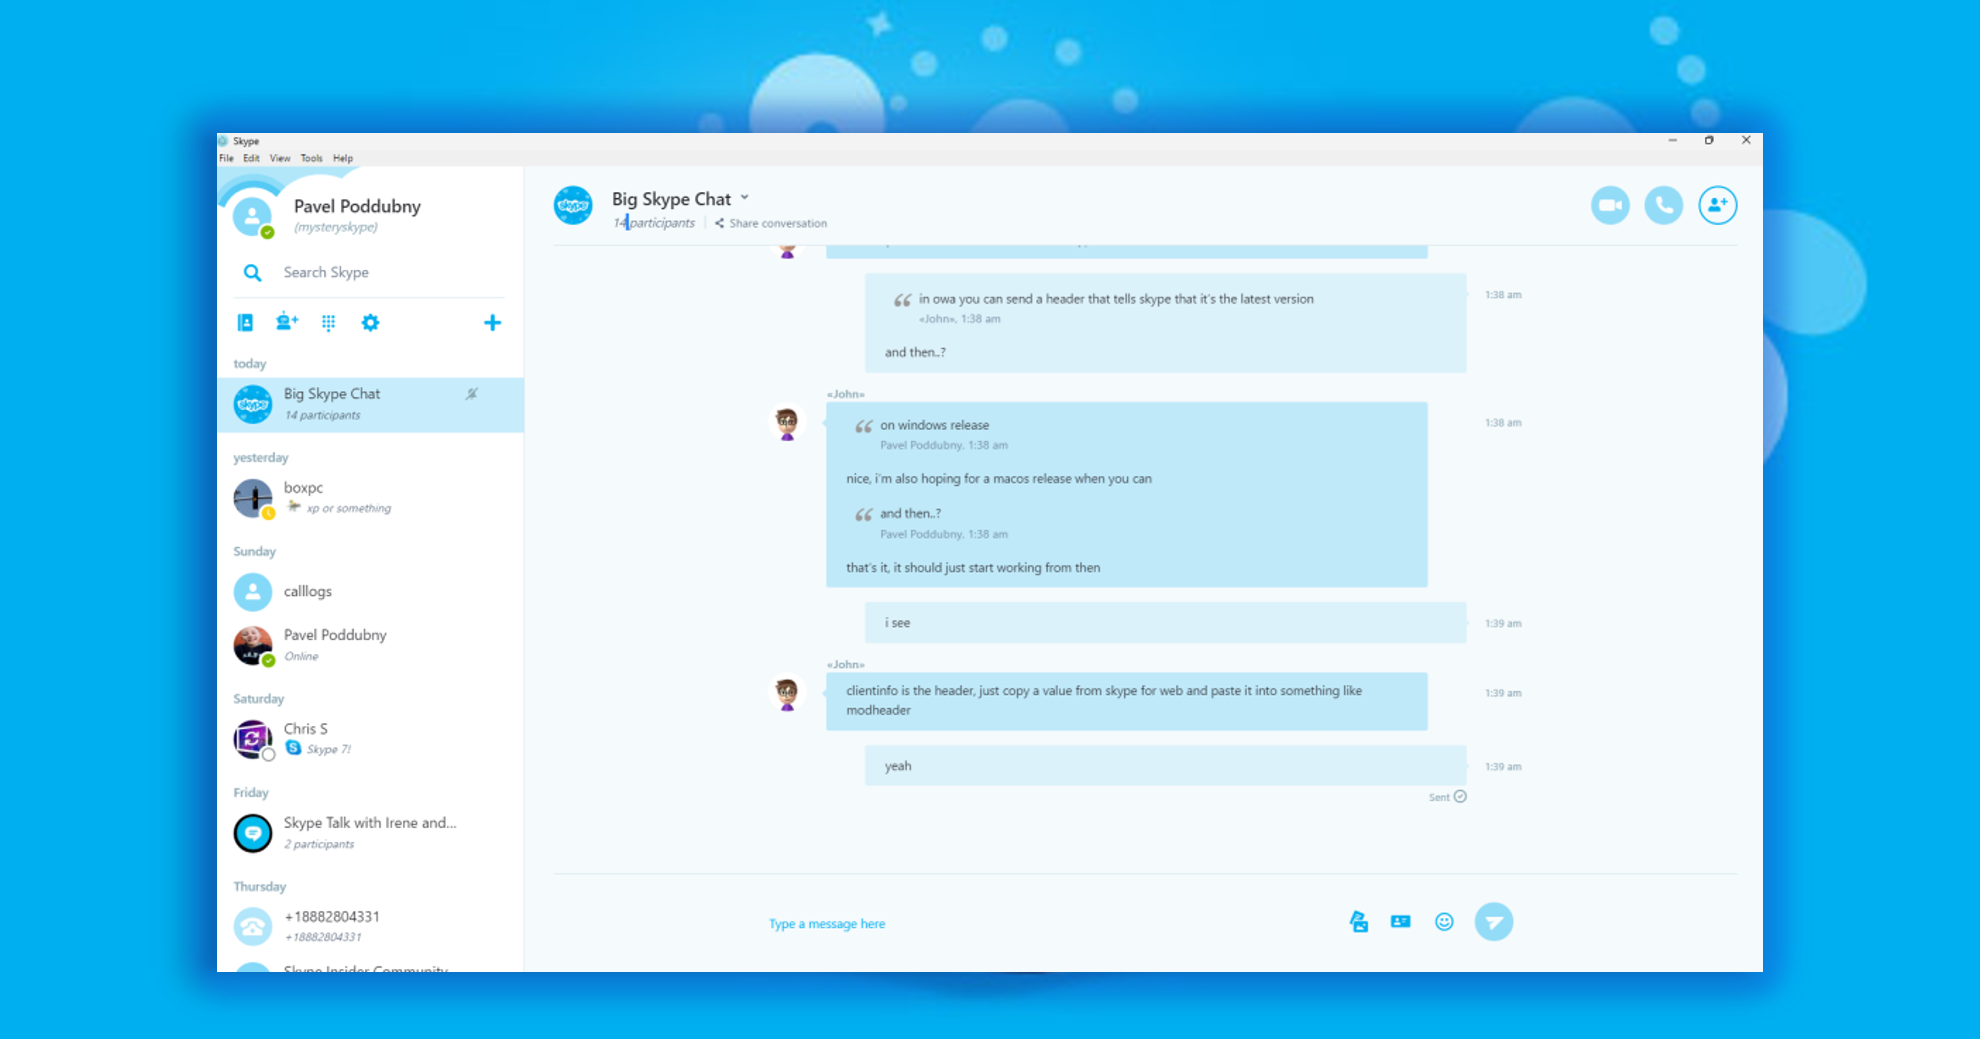 Skype
File Edit View Tools Help
Pavel Poddubny
(mysteryskype)
Search Skype
today
Big Skype Chat
14 participants
yesterday
boxpc
xp or something
Sunday
calllogs
Pavel Poddubny
Online
Saturday
Chris S
Skype 7!
Friday
Skype Talk with Irene and...
2 participants
Thursday
+18882804331
+18882804331
Skype Insider Community
Big Skype Chat
14 participants
Share conversation
in owa you can send a header that tells skype that it's the latest version
«John», 1:38 am
and then..?
1:38 am
«John»
on windows release
Pavel Poddubny, 1:38 am
nice, i'm also hoping for a macos release when you can
and then..?
Pavel Poddubny, 1:38 am
that's it, it should just start working from then
1:38 am
i see
1:39 am
«John»
clientinfo is the header, just copy a value from skype for web and paste it into something like
modheader
1:39 am
yeah
1:39 am
Sent
Type a message here